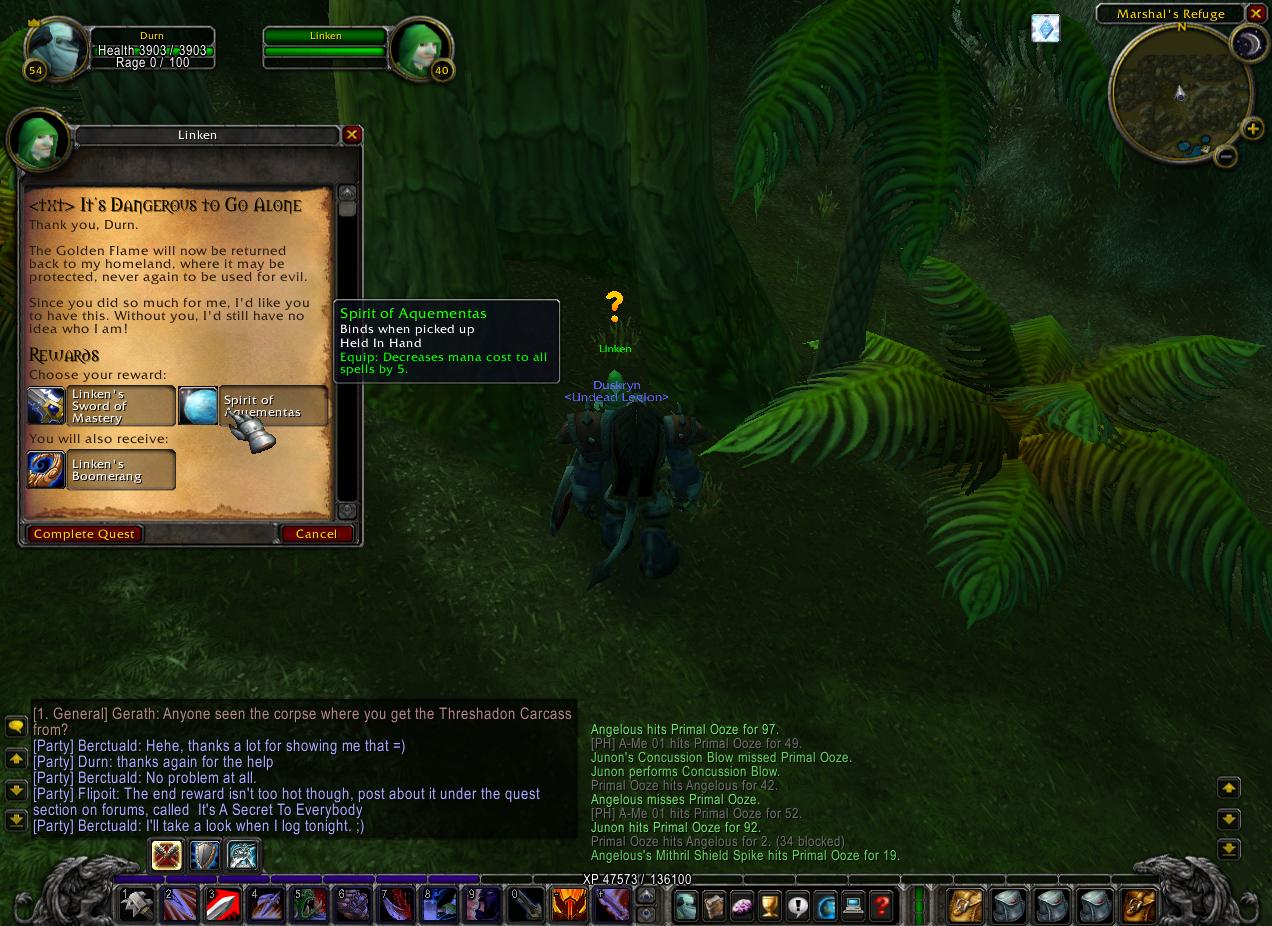 Durn
Health 3903 / 3903
Rage 0 / 100
54
Linken
40
Marshal's Refuge
N
Linken
<txt> It's Dangerous to Go Alone
Thank you, Durn.
The Golden Flame will now be returned
back to my homeland, where it may be
protected, never again to be used for evil.
Since you did so much for me, I'd like you
to have this. Without you, I'd still have no
idea who I am!
Rewards
Choose your reward:
Linken's
Sword of
Mastery
Spirit of
Aquementas
You will also receive:
Linken's
Boomerang
Complete Quest
Cancel
Spirit of Aquementas
Binds when picked up
Held In Hand
Equip: Decreases mana cost to all
spells by 5.
?
Linken
Duskryn
<Undead Legion>
[1. General] Gerath: Anyone seen the corpse where you get the Threshadon Carcass
from?
[Party] Berctuald: Hehe, thanks a lot for showing me that =)
[Party] Durn: thanks again for the help
[Party] Berctuald: No problem at all.
[Party] Flipoit: The end reward isn't too hot though, post about it under the quest
section on forums, called  It's A Secret To Everybody
[Party] Berctuald: I'll take a look when I log tonight. ;)
Angelous hits Primal Ooze for 97.
[PH] A-Me 01 hits Primal Ooze for 49.
Junon's Concussion Blow missed Primal Ooze.
Junon performs Concussion Blow.
Primal Ooze hits Angelous for 42.
Angelous misses Primal Ooze.
[PH] A-Me 01 hits Primal Ooze for 52.
Junon hits Primal Ooze for 92.
Primal Ooze hits Angelous for 2. (34 blocked)
Angelous's Mithril Shield Spike hits Primal Ooze for 19.
XP 47573 / 136100
1 2 3 4 5 6 7 8 9 0 - =